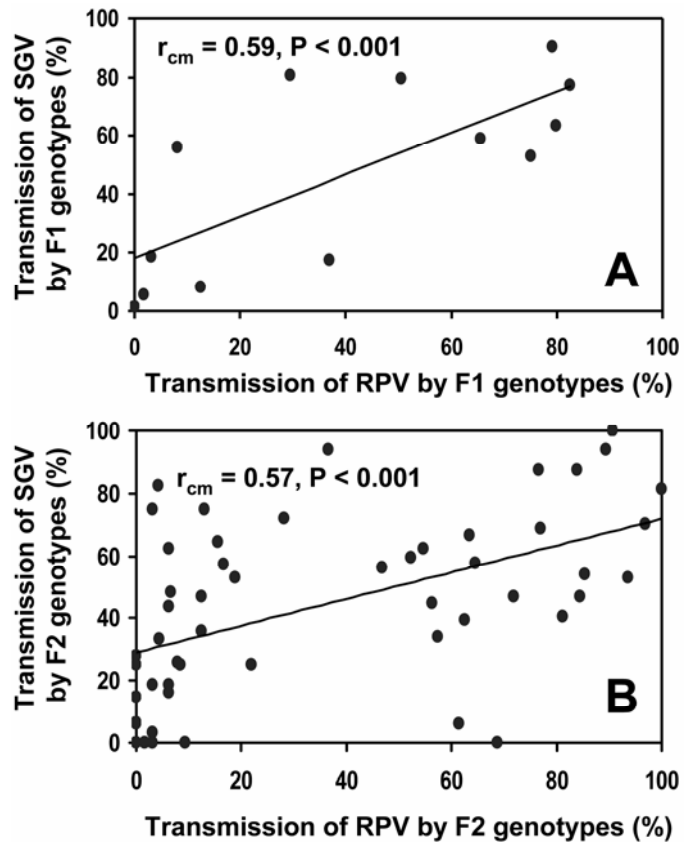 r_cm = 0.59, P < 0.001
Transmission of SGV
by F1 genotypes (%)
100
80
60
40
20
0
A
0 20 40 60 80 100
Transmission of RPV by F1 genotypes (%)
r_cm = 0.57, P < 0.001
Transmission of SGV
by F2 genotypes (%)
100
80
60
40
20
0
B
0 20 40 60 80 100
Transmission of RPV by F2 genotypes (%)